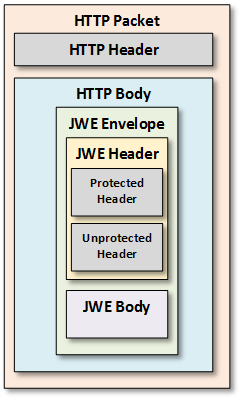 HTTP Packet
HTTP Header
HTTP Body
JWE Envelope
JWE Header
Protected
Header
Unprotected
Header
JWE Body